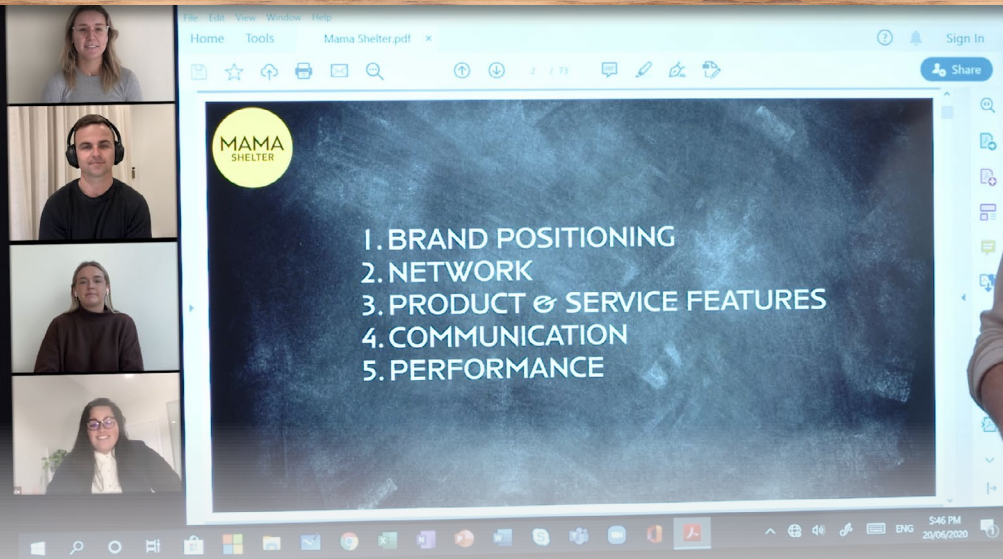 File Edit View Window Help
Home Tools Mama Shelter.pdf × Sign In
2 / 73
Share
MAMA
SHELTER
1. BRAND POSITIONING
2. NETWORK
3. PRODUCT & SERVICE FEATURES
4. COMMUNICATION
5. PERFORMANCE
ENG
5:46 PM
20/06/2020